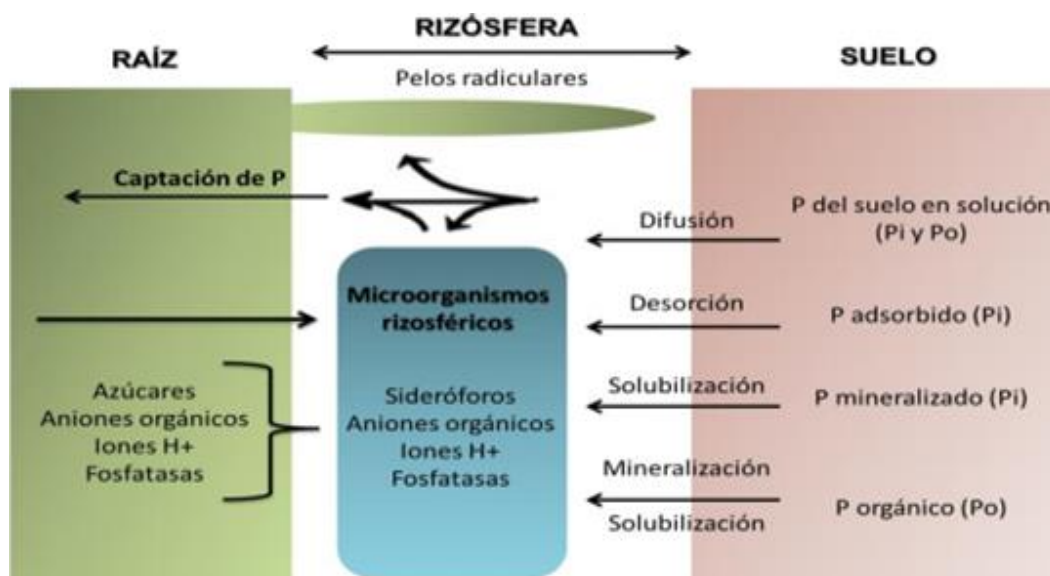 RIZÓSFERA
RAÍZ
SUELO
Pelos radiculares
Captación de P
Difusión
P del suelo en solución
(Pi y Po)
Microorganismos
rizosféricos
Desorción
P adsorbido (Pi)
Azúcares
Aniones orgánicos
Iones H+
Fosfatasas
Sideróforos
Aniones orgánicos
Iones H+
Fosfatasas
Solubilización
P mineralizado (Pi)
Mineralización
Solubilización
P orgánico (Po)